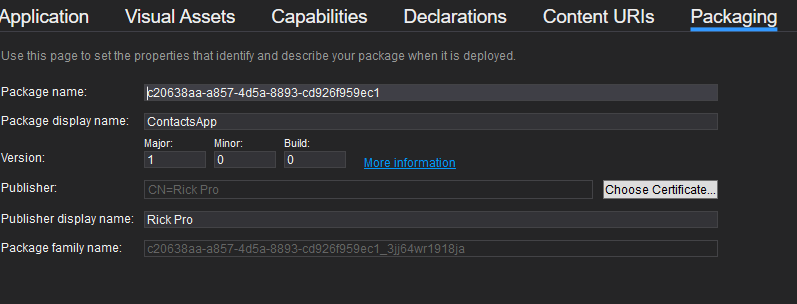 Application Visual Assets Capabilities Declarations Content URIs Packaging
Use this page to set the properties that identify and describe your package when it is deployed.
Package name: c20638aa-a857-4d5a-8893-cd926f959ec1
Package display name: ContactsApp
Major: Minor: Build:
Version: 1 0 0 More information
Publisher: CN=Rick Pro Choose Certificate...
Publisher display name: Rick Pro
Package family name: c20638aa-a857-4d5a-8893-cd926f959ec1_3jj64wr1918ja